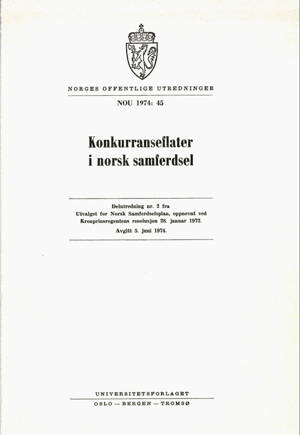 NORGES OFFENTLIGE UTREDNINGER
NOU 1974: 45
Konkurranseflater
i norsk samferdsel
Delutredning nr. 2 fra
Utvalget for Norsk Samferdselsplan, oppnevnt ved
Kronprinsregentens resolusjon 28. januar 1972.
Avgitt 5. juni 1974.
UNIVERSITETSFORLAGET
OSLO — BERGEN — TROMSØ